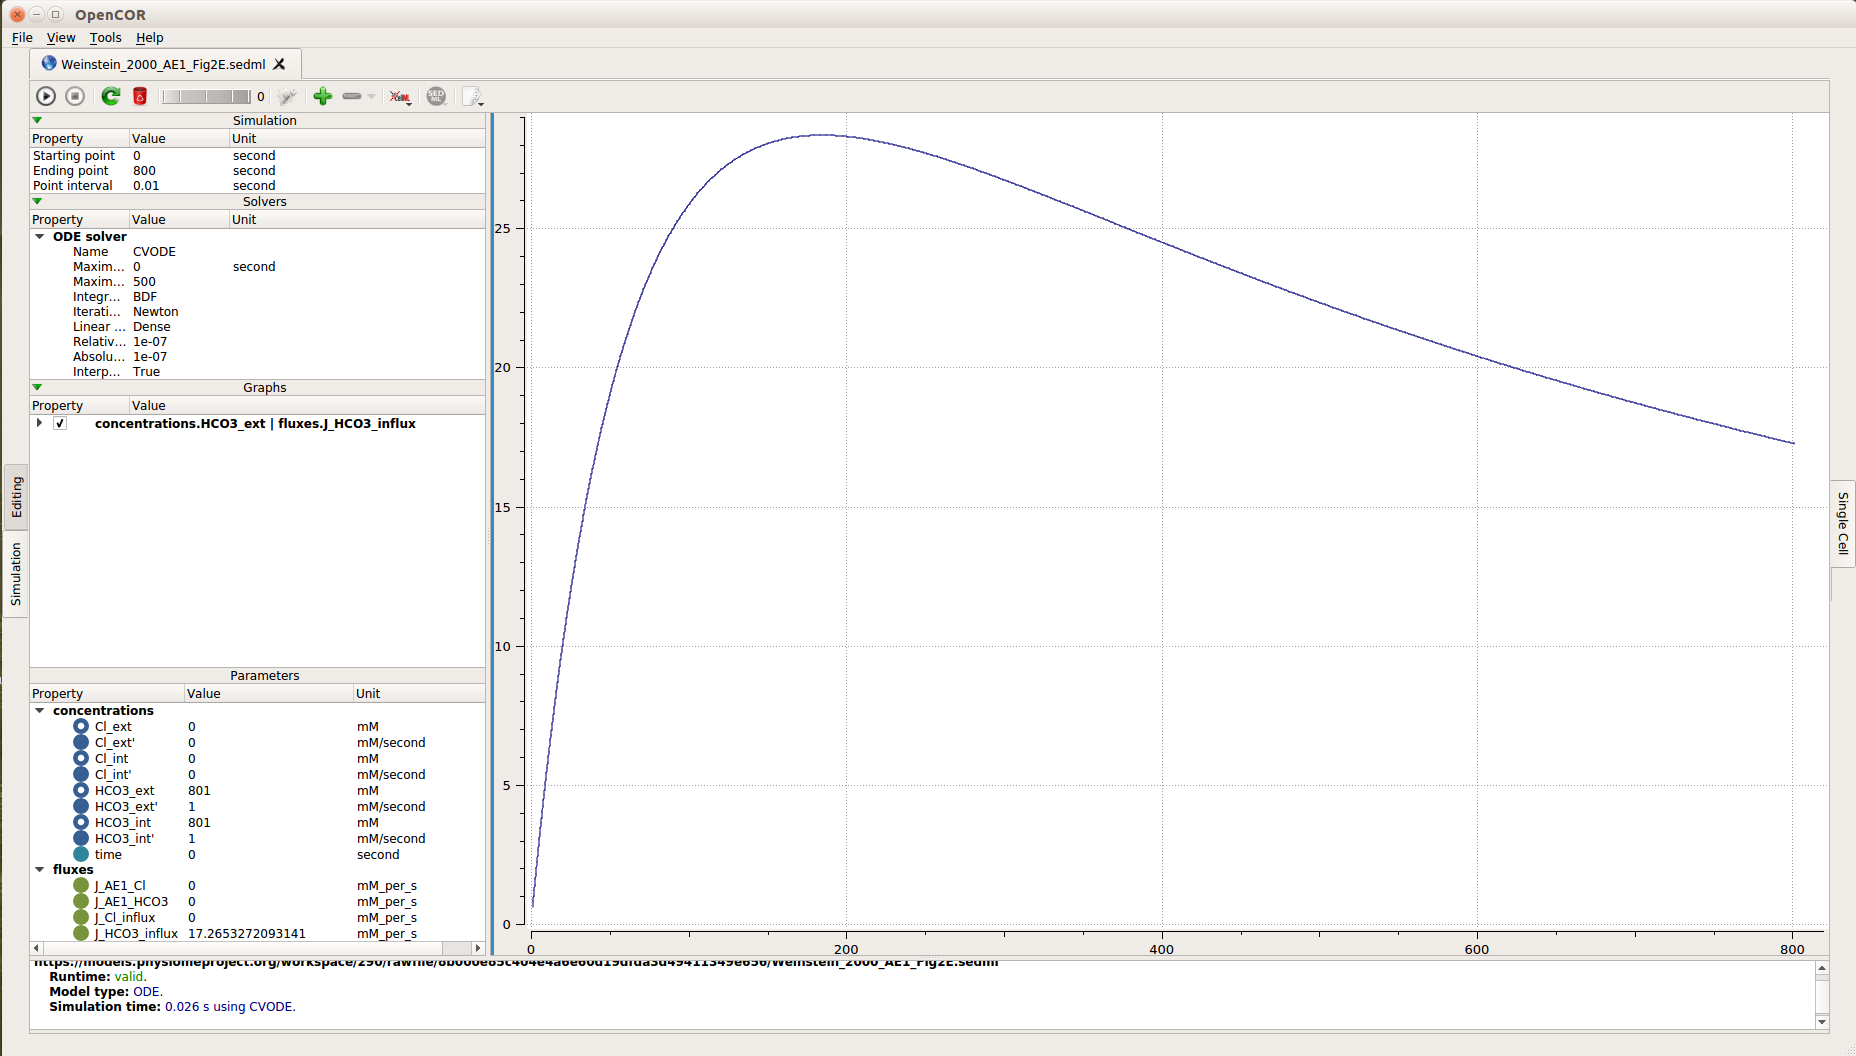 OpenCOR
File View Tools Help
Weinstein_2000_AE1_Fig2E.sedml
0
CellML
SED ML
Simulation
Property Value Unit
Starting point 0 second
Ending point 800 second
Point interval 0.01 second
Solvers
Property Value Unit
ODE solver
Name CVODE
Maxim... 0 second
Maxim... 500
Integr... BDF
Iterati... Newton
Linear ... Dense
Relativ... 1e-07
Absolu... 1e-07
Interp... True
Graphs
Property Value
concentrations.HCO3_ext | fluxes.J_HCO3_influx
Parameters
Property Value Unit
concentrations
Cl_ext 0 mM
Cl_ext' 0 mM/second
Cl_int 0 mM
Cl_int' 0 mM/second
HCO3_ext 801 mM
HCO3_ext' 1 mM/second
HCO3_int 801 mM
HCO3_int' 1 mM/second
time 0 second
fluxes
J_AE1_Cl 0 mM_per_s
J_AE1_HCO3 0 mM_per_s
J_Cl_influx 0 mM_per_s
J_HCO3_influx 17.2653272093141 mM_per_s
Editing
Simulation
25
20
15
10
5
0
0 200 400 600 800
Single Cell
Runtime: valid.
Model type: ODE.
Simulation time: 0.026 s using CVODE.